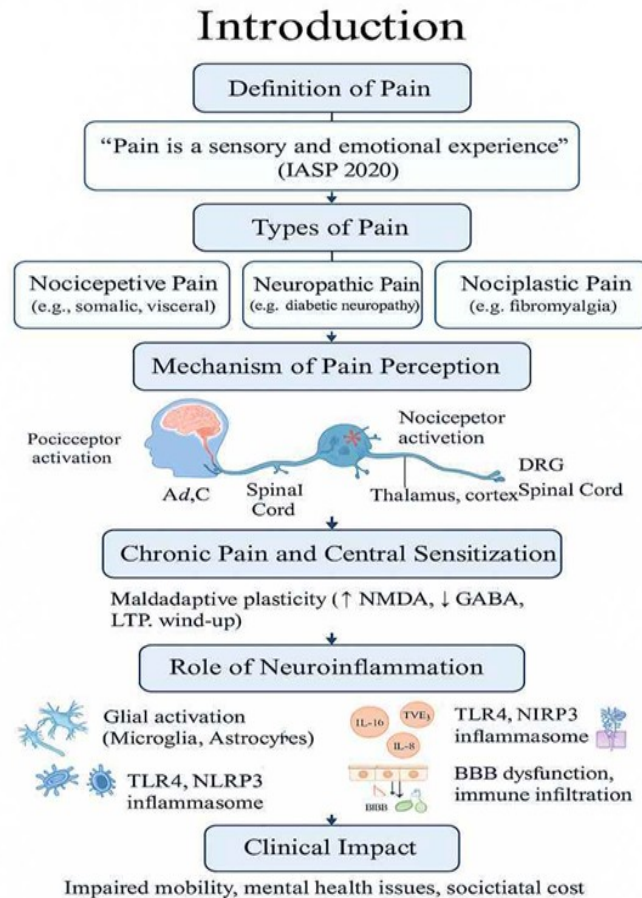 Introduction
Definition of Pain
“Pain is a sensory and emotional experience”
(IASP 2020)
Types of Pain
Nocicepetive Pain
(e.g., somalic, visceral)
Neuropathic Pain
(e.g. diabetic neuropathy)
Nociplastic Pain
(e.g. fibromyalgia)
Mechanism of Pain Perception
Pocicceptor
activation
Ad,C
Spinal
Cord
Nocicepetor
activetion
Thalamus, cortex
DRG
Spinal Cord
Chronic Pain and Central Sensitization
Maldadaptive plasticity (↑ NMDA, ↓ GABA,
LTP. wind-up)
Role of Neuroinflammation
Glial activation
(Microglia, Astrocyres)
TLR4, NLRP3
inflammasome
IL-16
TVE₃
IL-8
TLR4, NIRP3
inflammasome
BIBB
BBB dysfunction,
immune infiltration
Clinical Impact
Impaired mobility, mental health issues, socictiatal cost